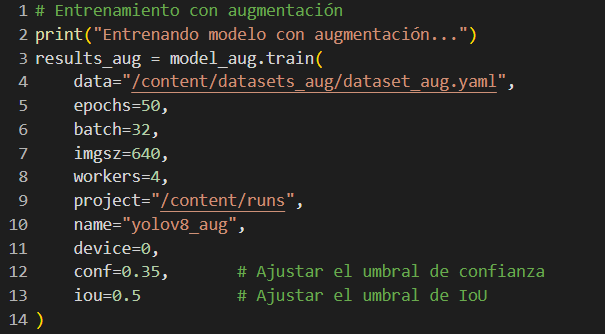 1 # Entrenamiento con augmentación
2 print("Entrenando modelo con augmentación...")
3 results_aug = model_aug.train(
4     data="/content/datasets_aug/dataset_aug.yaml",
5     epochs=50,
6     batch=32,
7     imgsz=640,
8     workers=4,
9     project="/content/runs",
10     name="yolov8_aug",
11     device=0,
12     conf=0.35,       # Ajustar el umbral de confianza
13     iou=0.5          # Ajustar el umbral de IoU
14 )